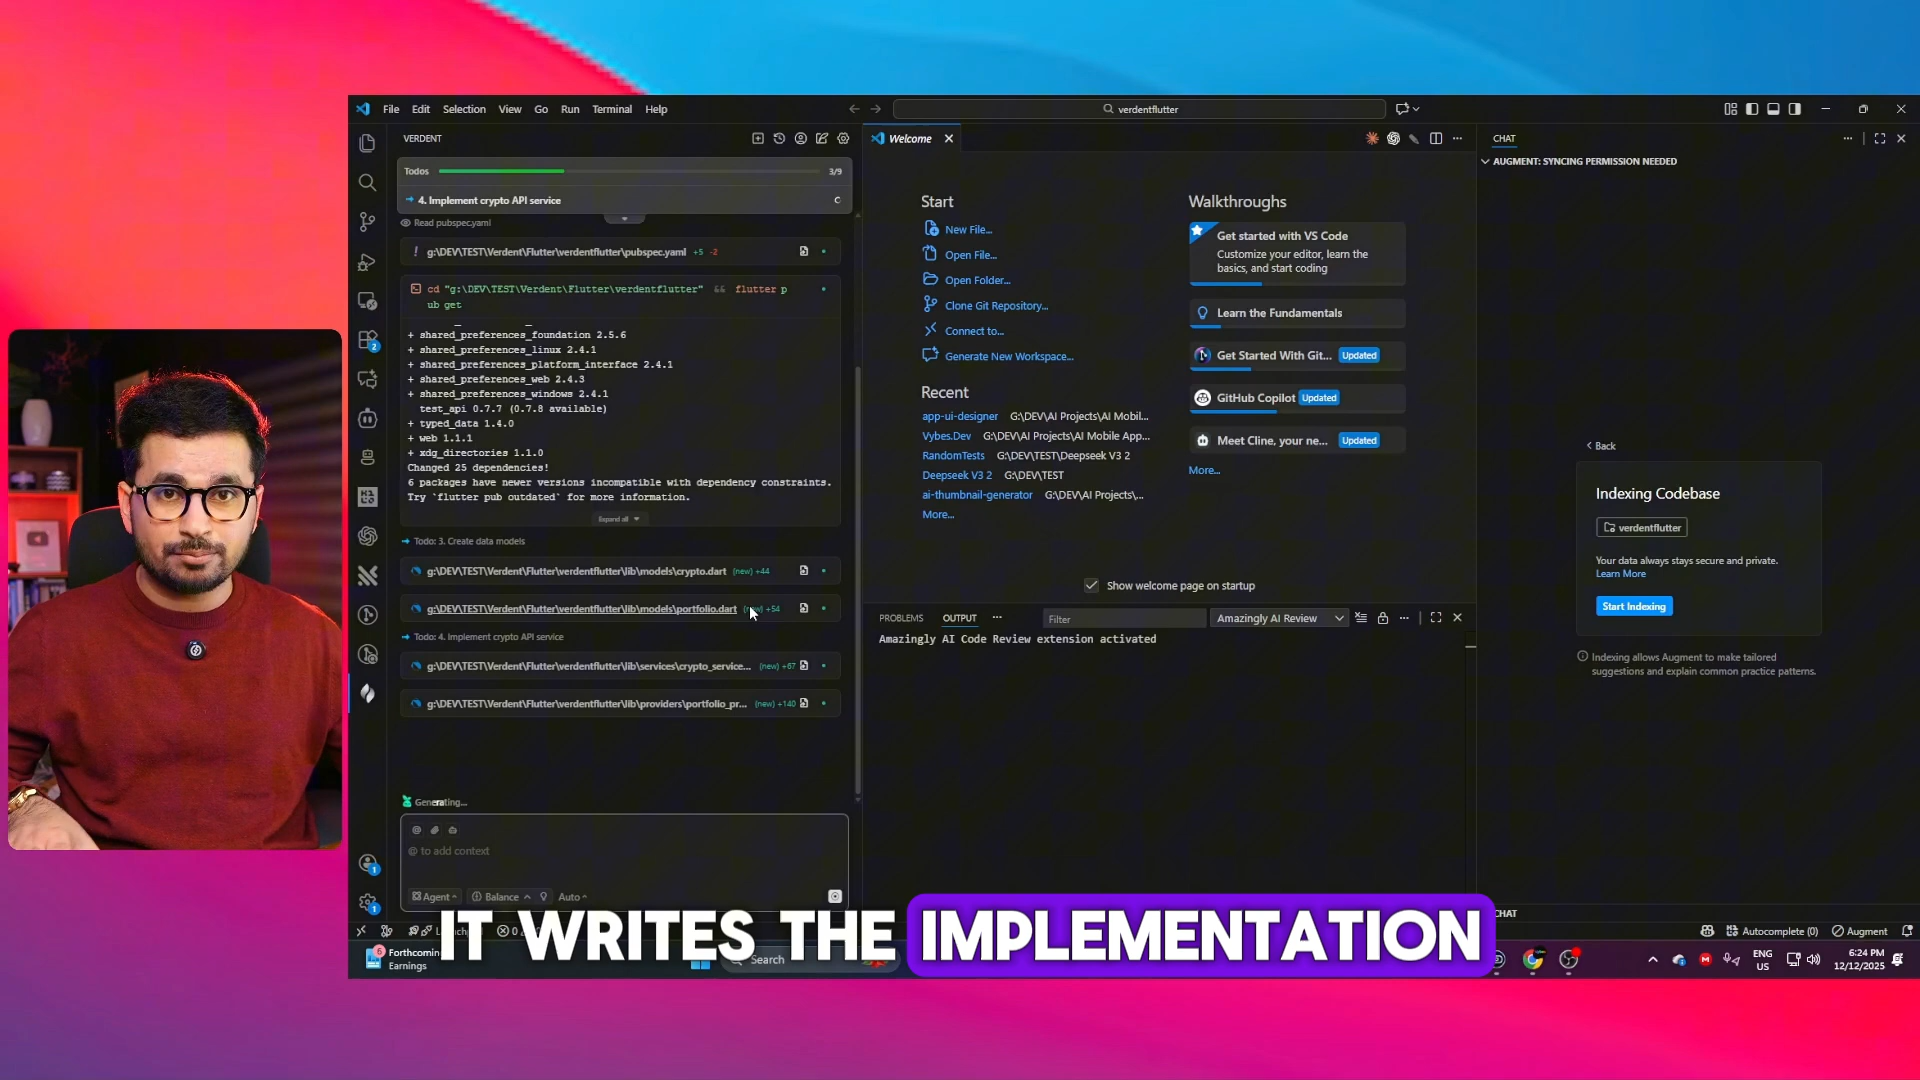 File Edit Selection View Go Run Terminal Help
verdentflutter
VERDENT
Todos 3/9
4. Implement crypto API service
Read pubspec.yaml
g:\DEV\TEST\Verdent\Flutter\verdentflutter\pubspec.yaml +5 -2
cd "g:\DEV\TEST\Verdent\Flutter\verdentflutter" && flutter p
ub get
+ shared_preferences_foundation 2.5.6
+ shared_preferences_linux 2.4.1
+ shared_preferences_platform_interface 2.4.1
+ shared_preferences_web 2.4.3
+ shared_preferences_windows 2.4.1
test_api 0.7.7 (0.7.8 available)
+ typed_data 1.4.0
+ web 1.1.1
+ xdg_directories 1.1.0
Changed 25 dependencies!
6 packages have newer versions incompatible with dependency constraints.
Try `flutter pub outdated` for more information.
Expand all
Todo: 3. Create data models
g:\DEV\TEST\Verdent\Flutter\verdentflutter\lib\models\crypto.dart (new) +44
g:\DEV\TEST\Verdent\Flutter\verdentflutter\lib\models\portfolio.dart (new) +54
Todo: 4. Implement crypto API service
g:\DEV\TEST\Verdent\Flutter\verdentflutter\lib\services\crypto_service... (new) +67
g:\DEV\TEST\Verdent\Flutter\verdentflutter\lib\providers\portfolio_pr... (new) +140
Generating...
@ to add context
Agent Balance Auto
Welcome
Start
New File...
Open File...
Open Folder...
Clone Git Repository...
Connect to...
Generate New Workspace...
Recent
app-ui-designer G:\DEV\AI Projects\AI Mobil...
Vybes.Dev G:\DEV\AI Projects\AI Mobile App...
RandomTests G:\DEV\TEST\Deepseek V3 2
Deepseek V3 2 G:\DEV\TEST
ai-thumbnail-generator G:\DEV\AI Projects\...
More...
Walkthroughs
Get started with VS Code
Customize your editor, learn the
basics, and start coding
Learn the Fundamentals
Get Started With Git... Updated
GitHub Copilot Updated
Meet Cline, your ne... Updated
More...
Show welcome page on startup
PROBLEMS OUTPUT ... Filter Amazingly AI Review
Amazingly AI Code Review extension activated
CHAT
AUGMENT: SYNCING PERMISSION NEEDED
Back
Indexing Codebase
verdentflutter
Your data always stays secure and private.
Learn More
Start Indexing
Indexing allows Augment to make tailored
suggestions and explain common practice patterns.
IT WRITES THE IMPLEMENTATION
Autocomplete (0) Augment
Forthcomin
Earnings
Search
ENG
US
6:24 PM
12/12/2025